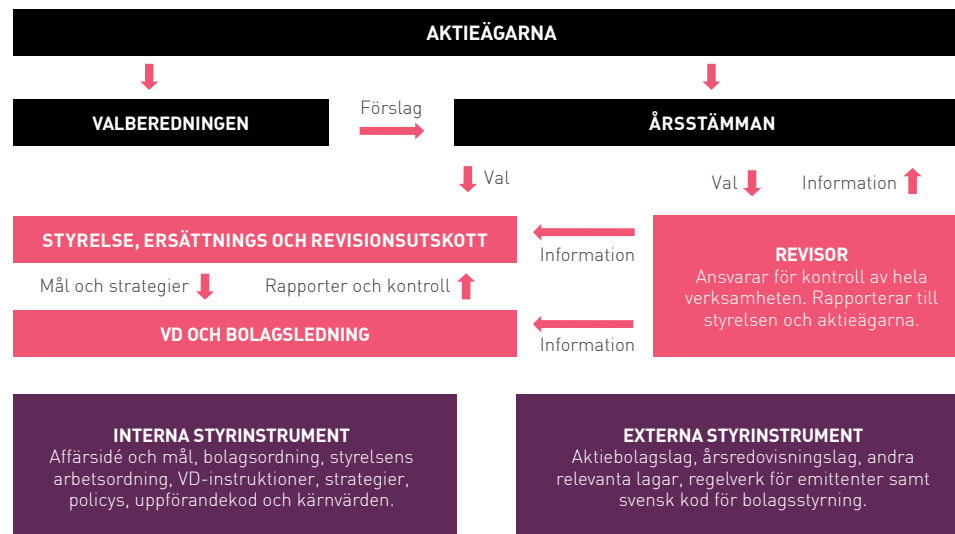 AKTIEÄGARNA
VALBEREDNINGEN
Förslag
ÅRSSTÄMMAN
Val
Val
Information
STYRELSE, ERSÄTTNINGS OCH REVISIONSUTSKOTT
Information
REVISOR
Ansvarar för kontroll av hela
verksamheten. Rapporterar till
styrelsen och aktieägarna.
Mål och strategier
Rapporter och kontroll
VD OCH BOLAGSLEDNING
Information
INTERNA STYRINSTRUMENT
Affärsidé och mål, bolagsordning, styrelsens
arbetsordning, VD-instruktioner, strategier,
policys, uppförandekod och kärnvärden.
EXTERNA STYRINSTRUMENT
Aktiebolagslag, årsredovisningslag, andra
relevanta lagar, regelverk för emittenter samt
svensk kod för bolagsstyrning.